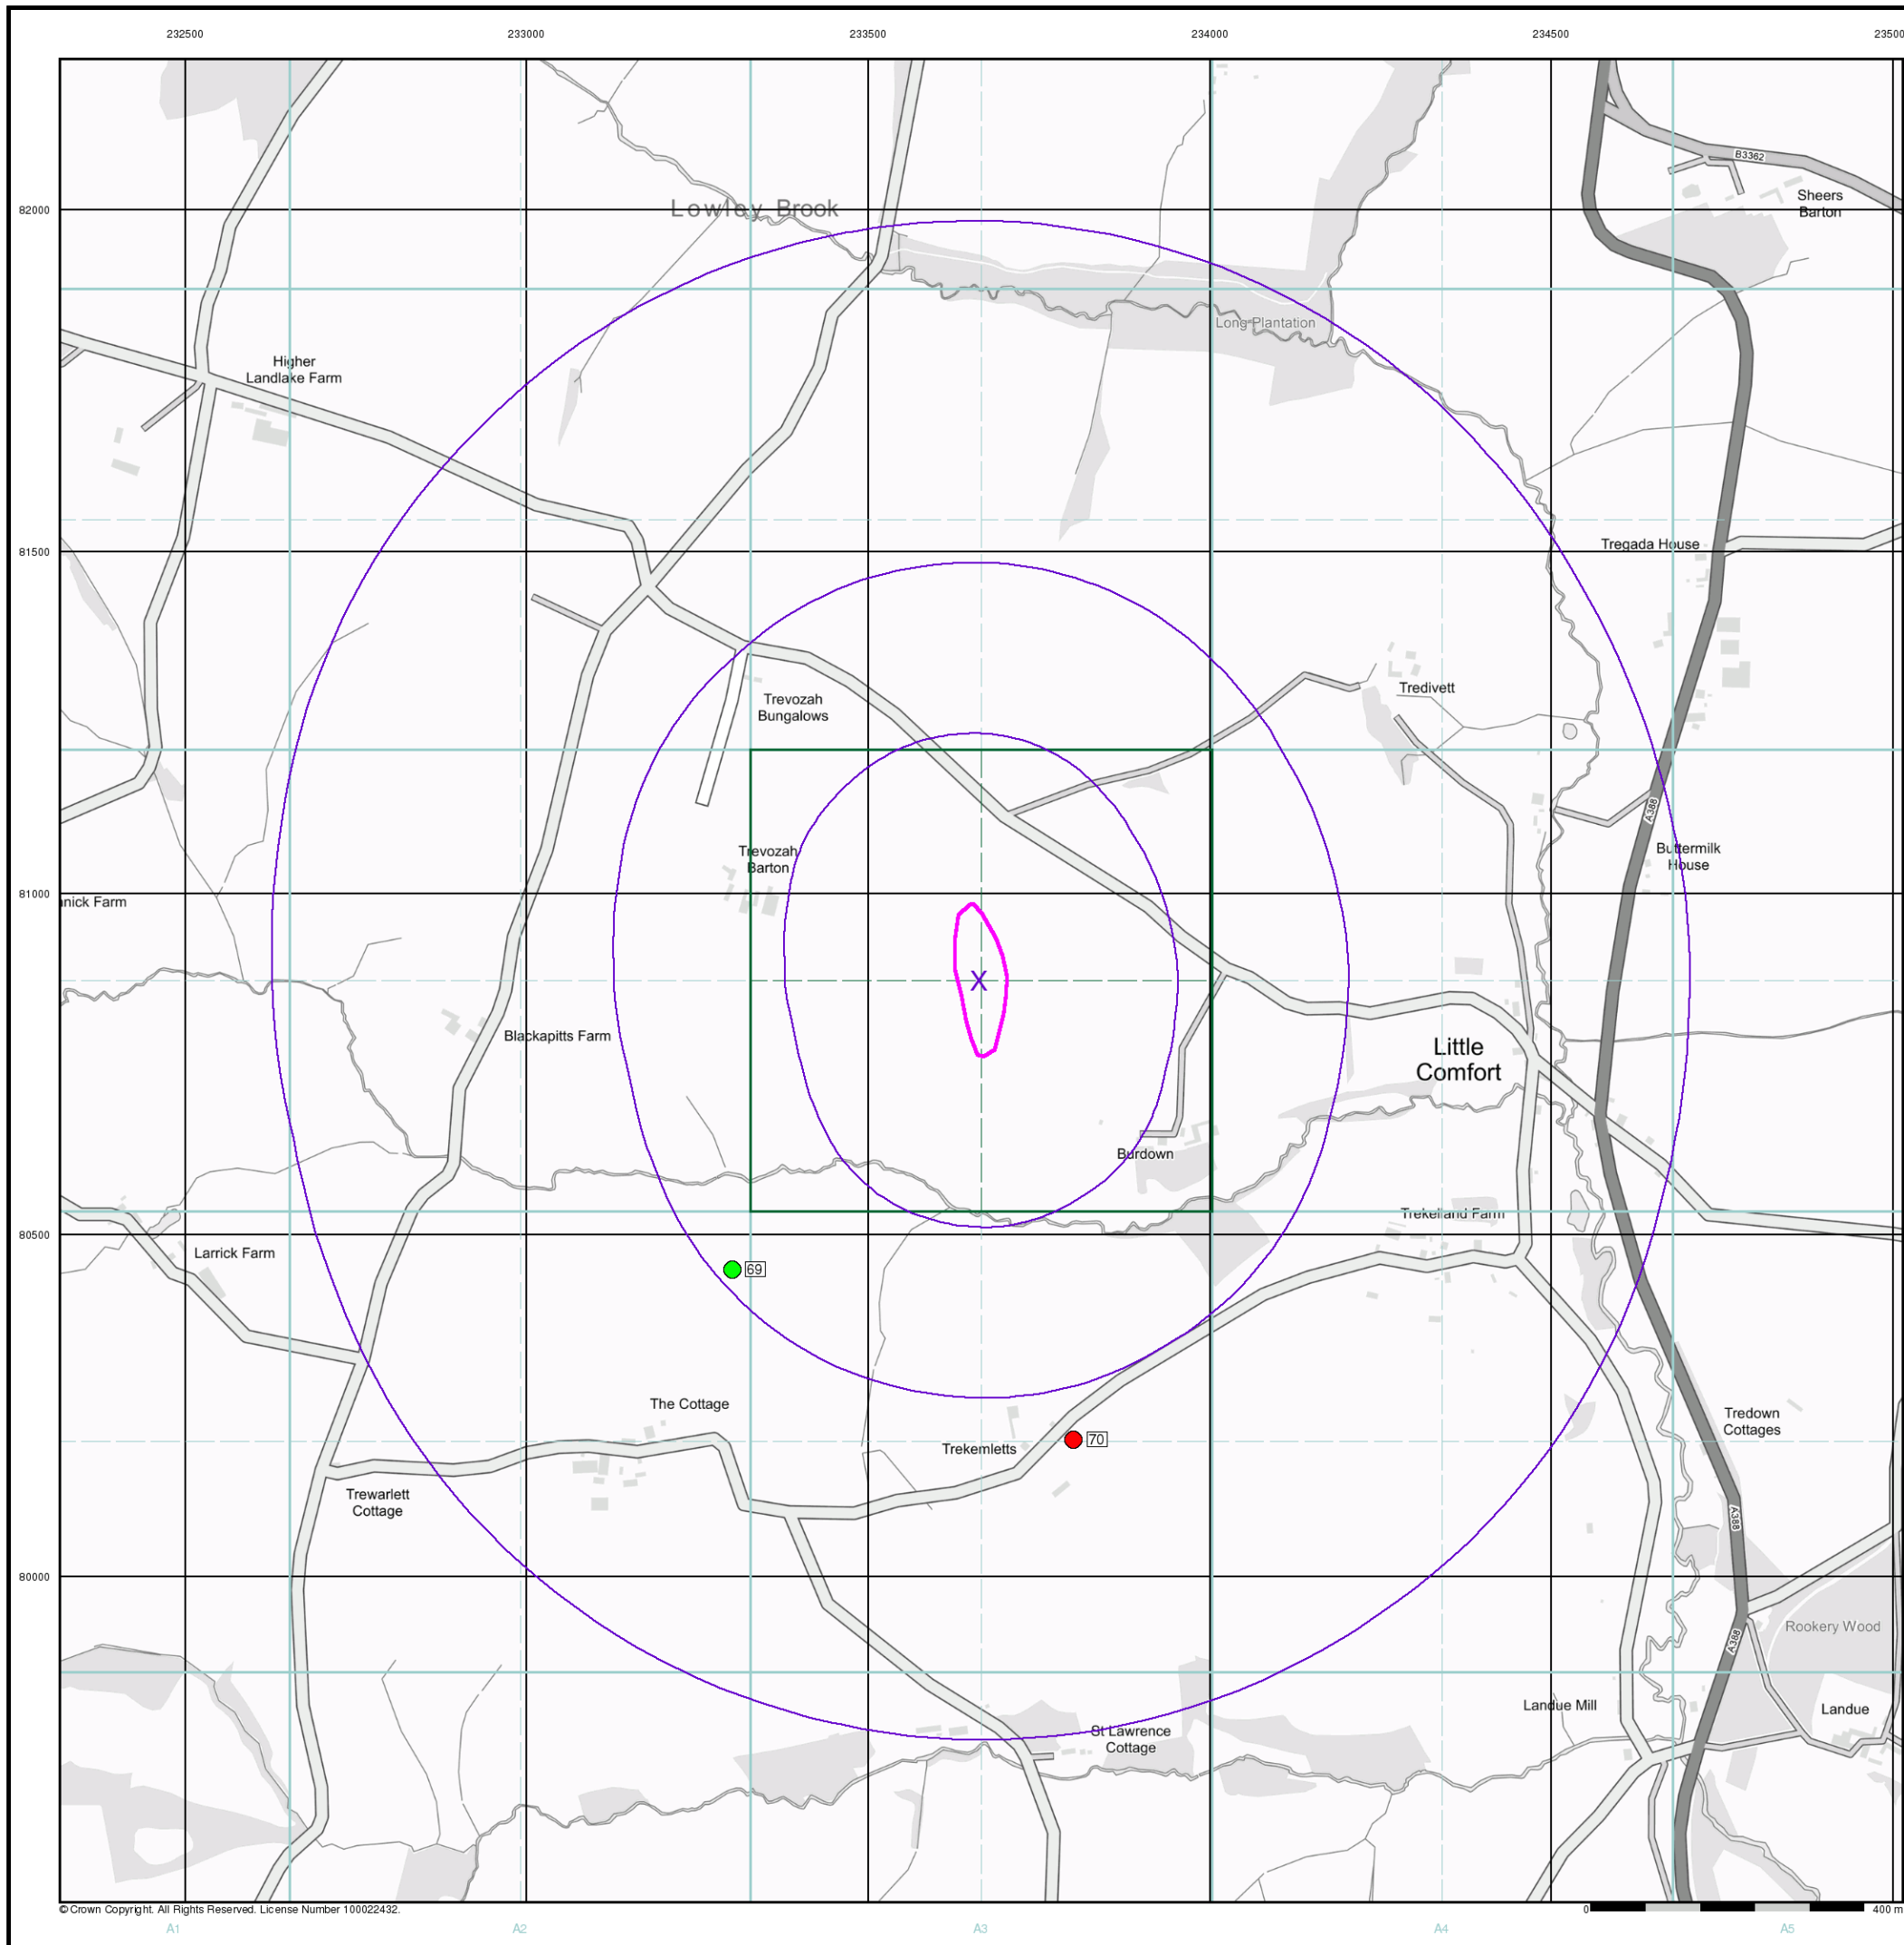 232500 233000 233500 234000 234500
B3362
Sheers
Barton
82000
Lowley Brook
Long Plantation
Higher
Landlake Farm
81500
Tregada House
Tredivett
Trevozah
Bungalows
A388
Trevozah
Barton
Buttermilk
House
81000
Blackapitts Farm
X
Little
Comfort
Burdown
Trekelland Farm
80500
Larrick Farm
69
The Cottage
Tredown
Cottages
Trekemletts
70
Trewarlett
Cottage
A388
80000
Rookery Wood
A388
Landue Mill
Landue
St Lawrence
Cottage
© Crown Copyright. All Rights Reserved. License Number 100022432.
0 400 m
A1 A2 A3 A4 A5